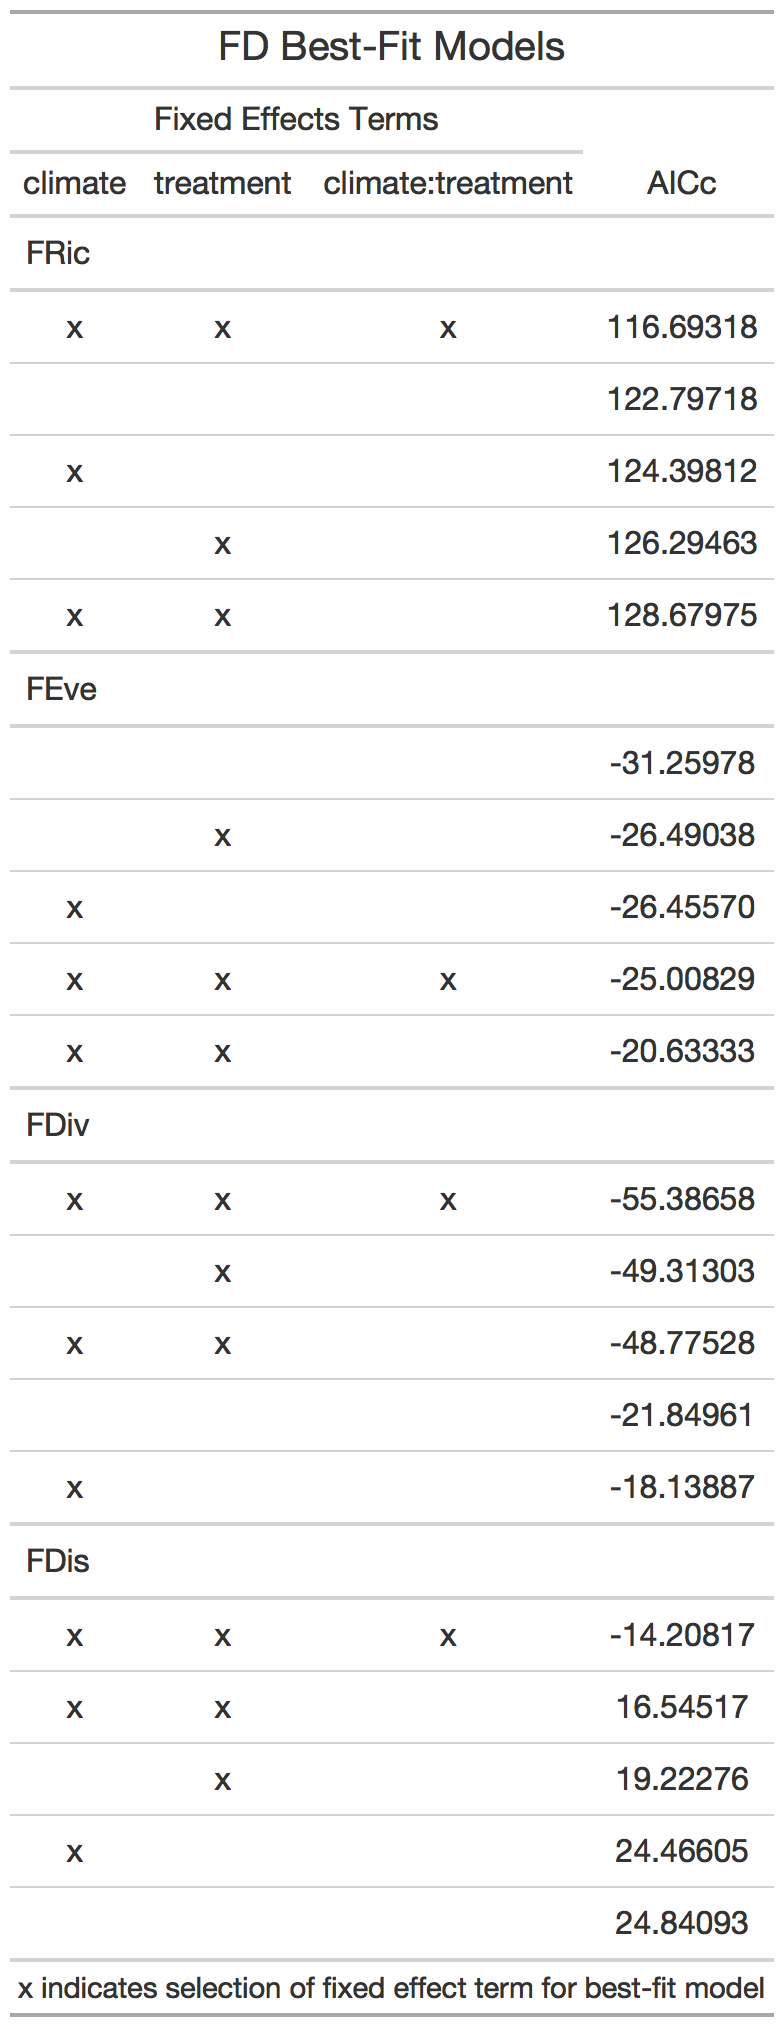 FD Best-Fit Models
Fixed Effects Terms
climate treatment climate:treatment AICc
FRic
x x x 116.69318
122.79718
x 124.39812
x 126.29463
x x 128.67975
FEve
-31.25978
x -26.49038
x -26.45570
x x x -25.00829
x x -20.63333
FDiv
x x x -55.38658
x -49.31303
x x -48.77528
-21.84961
x -18.13887
FDis
x x x -14.20817
x x 16.54517
x 19.22276
x 24.46605
24.84093
x indicates selection of fixed effect term for best-fit model